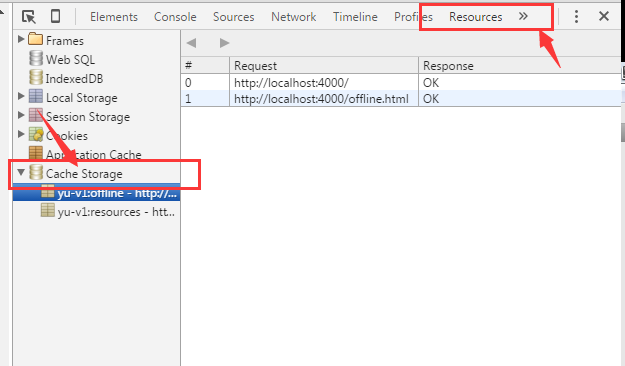 Elements Console Sources Network Timeline Profiles Resources »
Frames
Web SQL
IndexedDB
Local Storage
Session Storage
Cookies
Application Cache
Cache Storage
yu-v1:offline - http://...
yu-v1:resources - htt...
# Request Response
0 http://localhost:4000/ OK
1 http://localhost:4000/offline.html OK